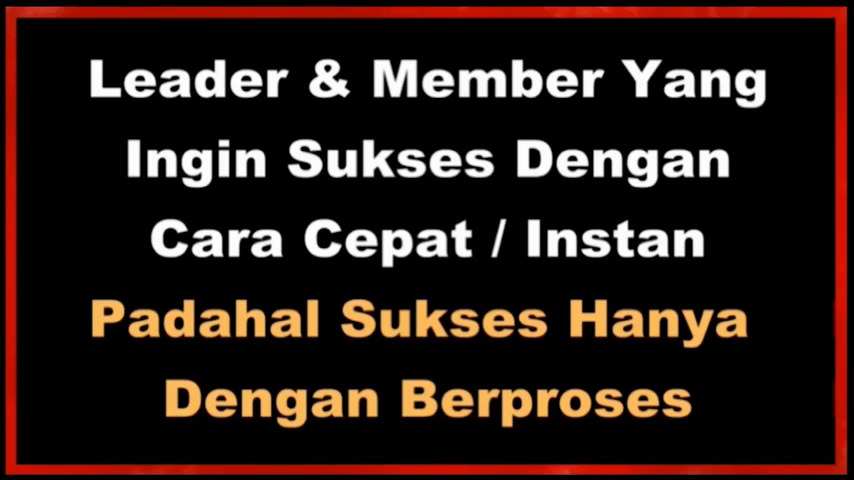 Leader & Member Yang
Ingin Sukses Dengan
Cara Cepat / Instan
Padahal Sukses Hanya
Dengan Berproses